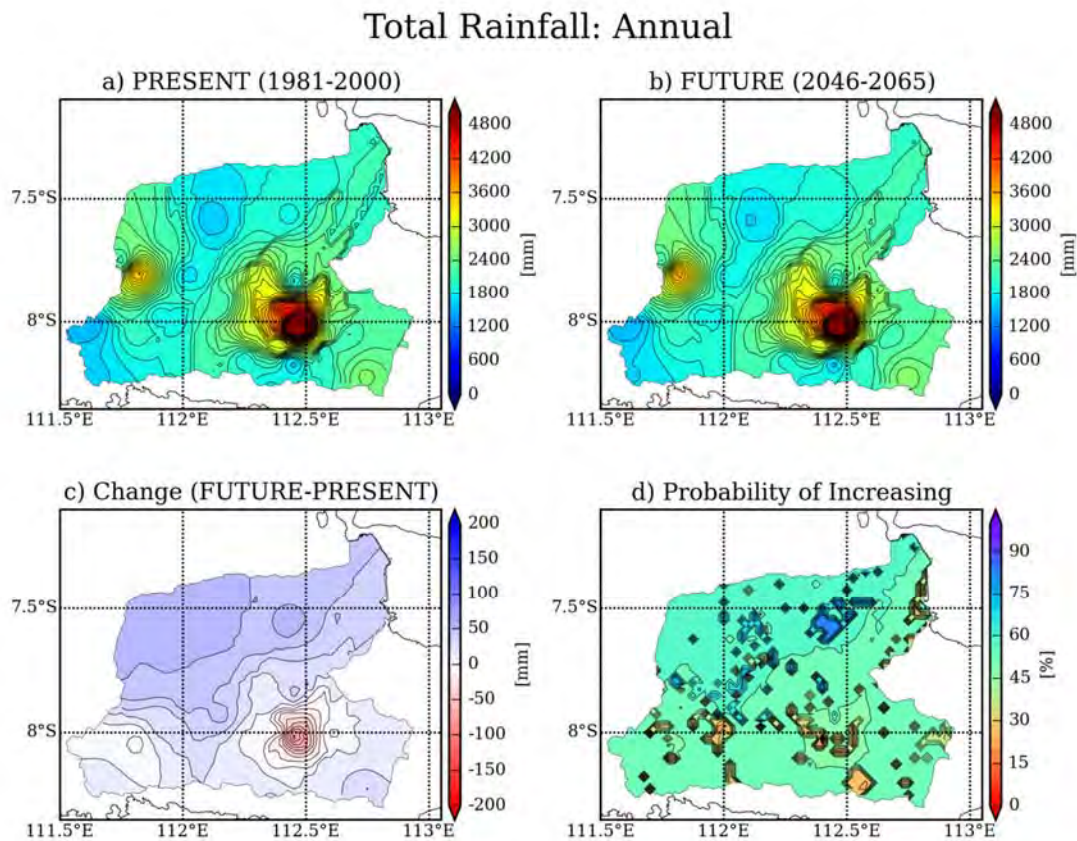 Total Rainfall: Annual
a) PRESENT (1981-2000)
b) FUTURE (2046-2065)
7.5°S
8°S
111.5°E
112°E
112.5°E
113°E
4800
4200
3600
3000
2400
1800
1200
600
0
[mm]
7.5°S
8°S
111.5°E
112°E
112.5°E
113°E
4800
4200
3600
3000
2400
1800
1200
600
0
[mm]
c) Change (FUTURE-PRESENT)
d) Probability of Increasing
7.5°S
8°S
111.5°E
112°E
112.5°E
113°E
200
150
100
50
0
-50
-100
-150
-200
[mm]
7.5°S
8°S
111.5°E
112°E
112.5°E
113°E
90
75
60
45
30
15
0
[%]